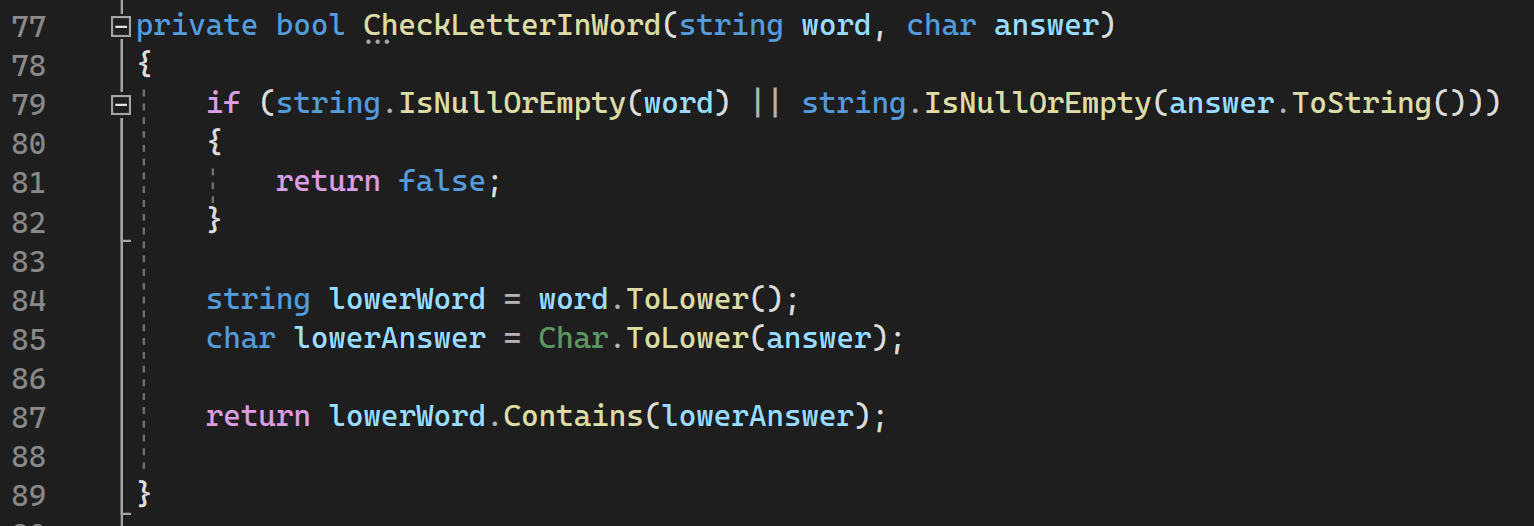 77 private bool CheckLetterInWord(string word, char answer)
78 {
79     if (string.IsNullOrEmpty(word) || string.IsNullOrEmpty(answer.ToString()))
80     {
81         return false;
82     }
83
84     string lowerWord = word.ToLower();
85     char lowerAnswer = Char.ToLower(answer);
86
87     return lowerWord.Contains(lowerAnswer);
88
89 }